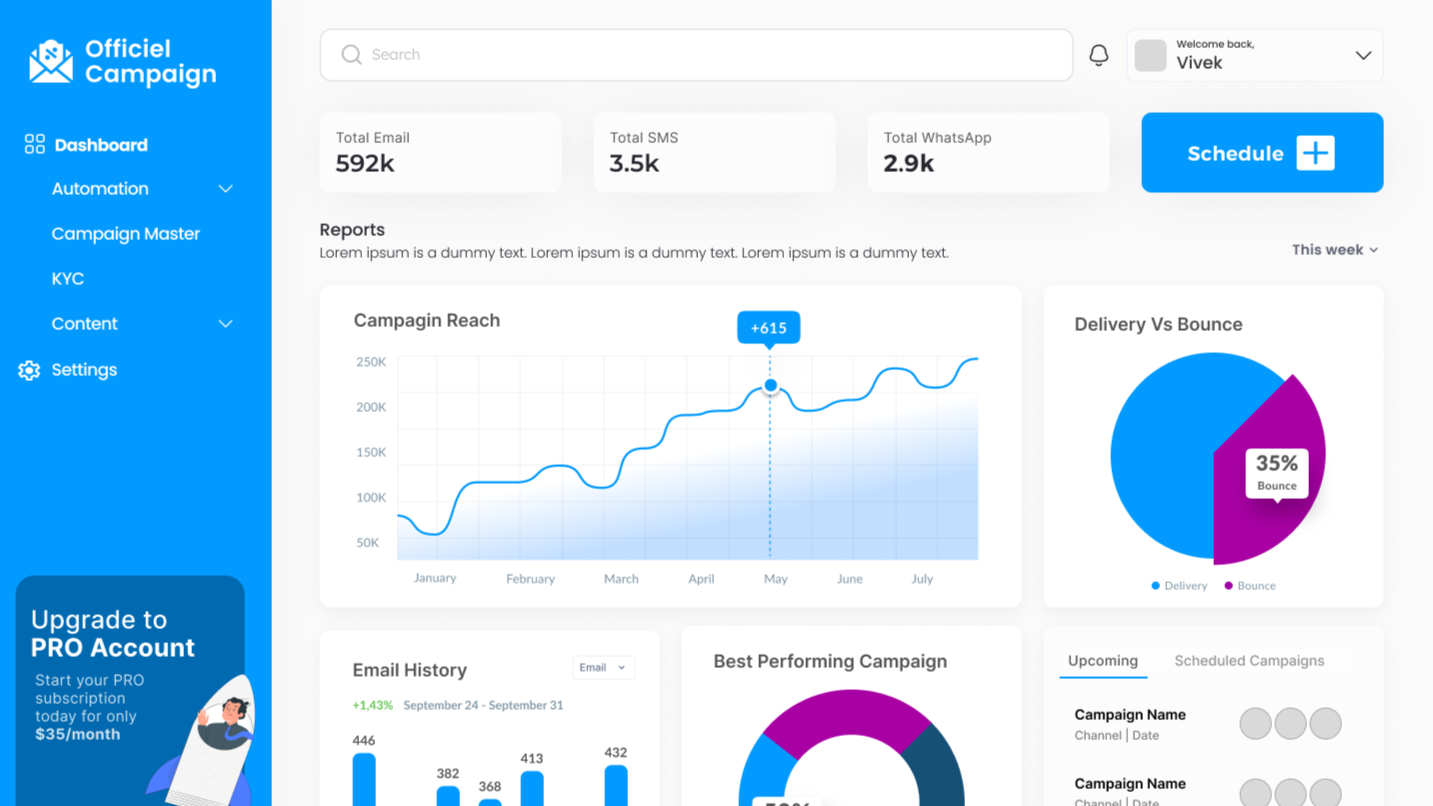 Officiel
Campaign
Dashboard
Automation
Campaign Master
KYC
Content
Settings
Upgrade to
PRO Account
Start your PRO
subscription
today for only
$35/month
Search
Welcome back,
Vivek
Total Email
592k
Total SMS
3.5k
Total WhatsApp
2.9k
Schedule
Reports
Lorem ipsum is a dummy text. Lorem ipsum is a dummy text. Lorem ipsum is a dummy text.
This week
Campagin Reach
+615
250K
200K
150K
100K
50K
January February March April May June July
Delivery Vs Bounce
35%
Bounce
Delivery Bounce
Email History
Email
+1,43% September 24 - September 31
446
382
368
413
432
Best Performing Campaign
Upcoming Scheduled Campaigns
Campaign Name
Channel | Date
Campaign Name
Channel | Date